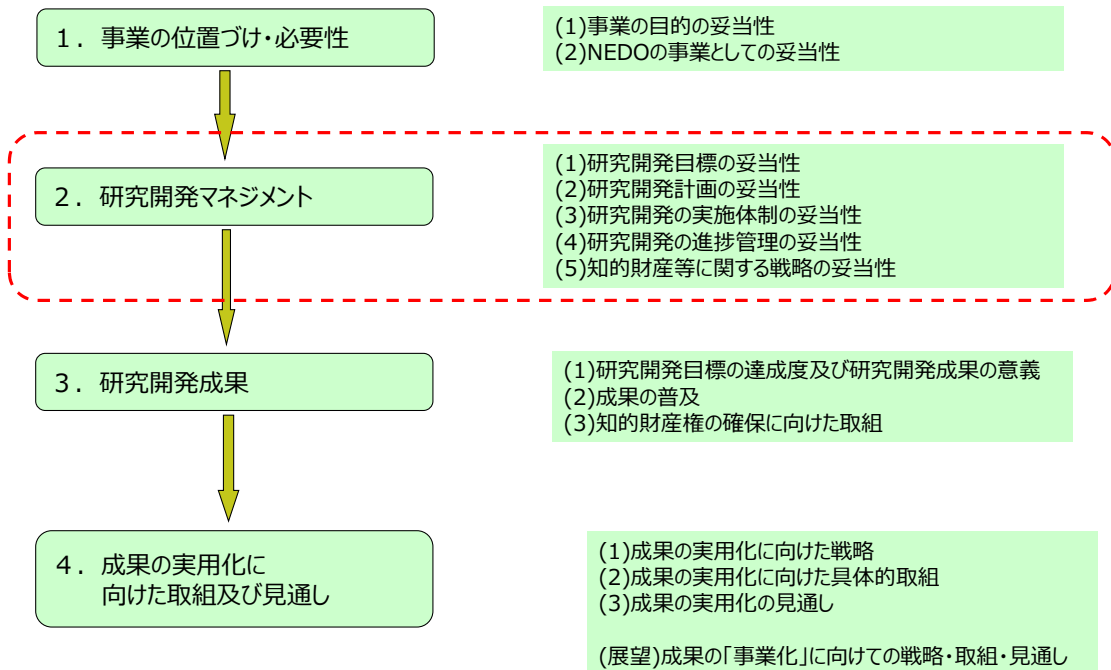 1．事業の位置づけ・必要性
(1)事業の目的の妥当性
(2)NEDOの事業としての妥当性
2．研究開発マネジメント
(1)研究開発目標の妥当性
(2)研究開発計画の妥当性
(3)研究開発の実施体制の妥当性
(4)研究開発の進捗管理の妥当性
(5)知的財産等に関する戦略の妥当性
3．研究開発成果
(1)研究開発目標の達成度及び研究開発成果の意義
(2)成果の普及
(3)知的財産権の確保に向けた取組
4．成果の実用化に
向けた取組及び見通し
(1)成果の実用化に向けた戦略
(2)成果の実用化に向けた具体的取組
(3)成果の実用化の見通し
(展望)成果の「事業化」に向けての戦略・取組・見通し